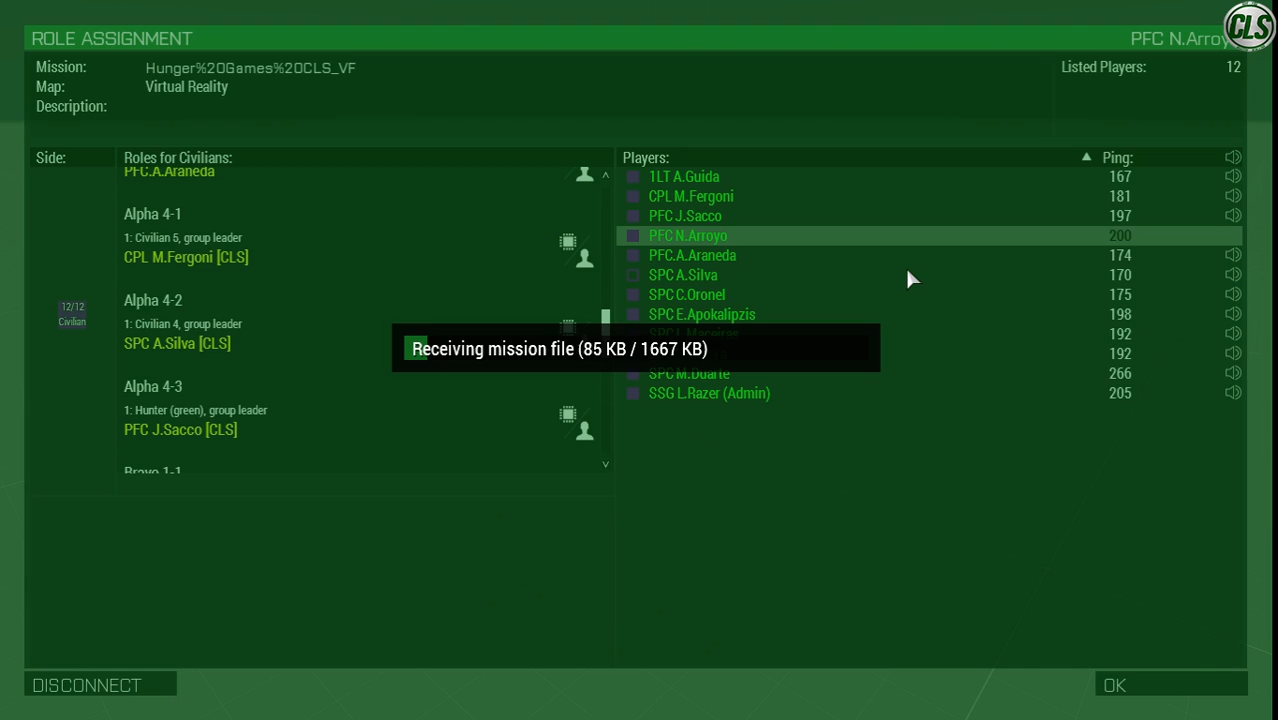 CLS
ROLE ASSIGNMENT PFC N.Arroy
Mission: Hunger%20Games%20CLS_VF Listed Players: 12
Map: Virtual Reality
Description:
Side: Roles for Civilians:
PFC.A.Araneda
Alpha 4-1
1: Civilian 5, group leader
CPL M.Fergoni [CLS]
Alpha 4-2
12/12
Civilian
1: Civilian 4, group leader
SPC A.Silva [CLS]
Alpha 4-3
1: Hunter (green), group leader
PFC J.Sacco [CLS]
Bravo 1-1
Players: Ping:
1LT A.Guida 167
CPL M.Fergoni 181
PFC J.Sacco 197
PFC N.Arroyo 200
PFC.A.Araneda 174
SPC A.Silva 170
SPC C.Oronel 175
SPC E.Apokalipzis 198
SPC L.Maceiras 192
192
SPC M.Duarte 266
SSG L.Razer (Admin) 205
Receiving mission file (85 KB / 1667 KB)
DISCONNECT OK